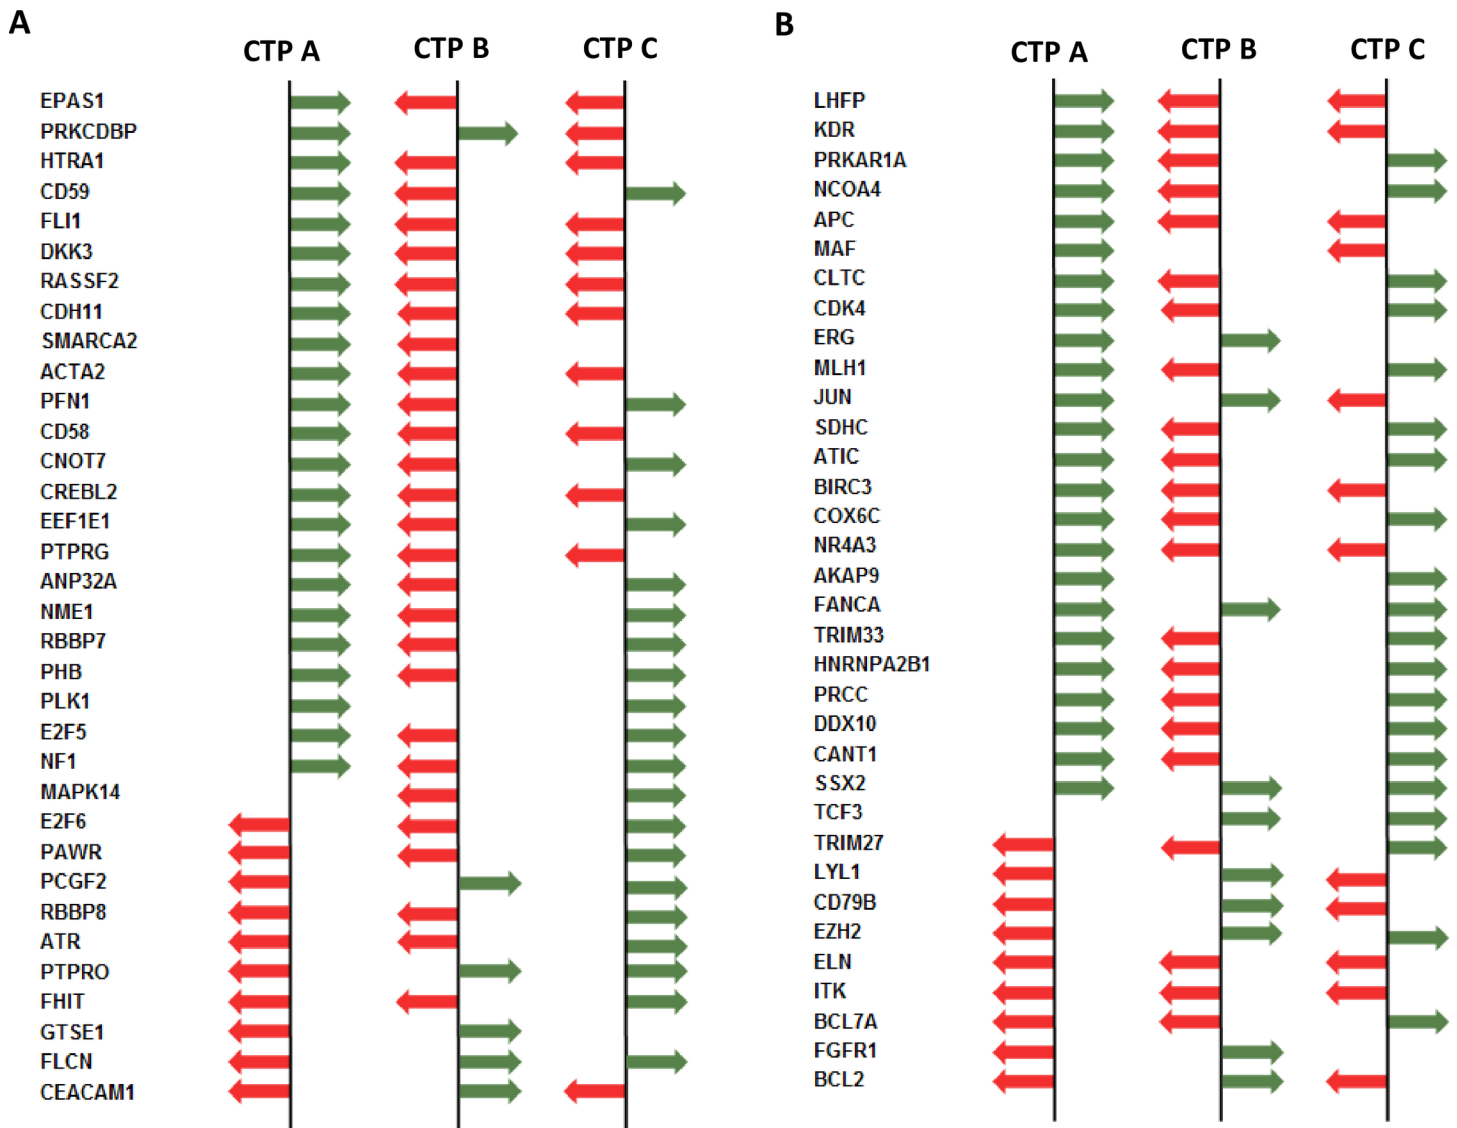 A
CTP A CTP B CTP C
EPAS1
PRKCDBP
HTRA1
CD59
FLI1
DKK3
RASSF2
CDH11
SMARCA2
ACTA2
PFN1
CD58
CNOT7
CREBL2
EEF1E1
PTPRG
ANP32A
NME1
RBBP7
PHB
PLK1
E2F5
NF1
MAPK14
E2F6
PAWR
PCGF2
RBBP8
ATR
PTPRO
FHIT
GTSE1
FLCN
CEACAM1
B
CTP A CTP B CTP C
LHFP
KDR
PRKAR1A
NCOA4
APC
MAF
CLTC
CDK4
ERG
MLH1
JUN
SDHC
ATIC
BIRC3
COX6C
NR4A3
AKAP9
FANCA
TRIM33
HNRNPA2B1
PRCC
DDX10
CANT1
SSX2
TCF3
TRIM27
LYL1
CD79B
EZH2
ELN
ITK
BCL7A
FGFR1
BCL2